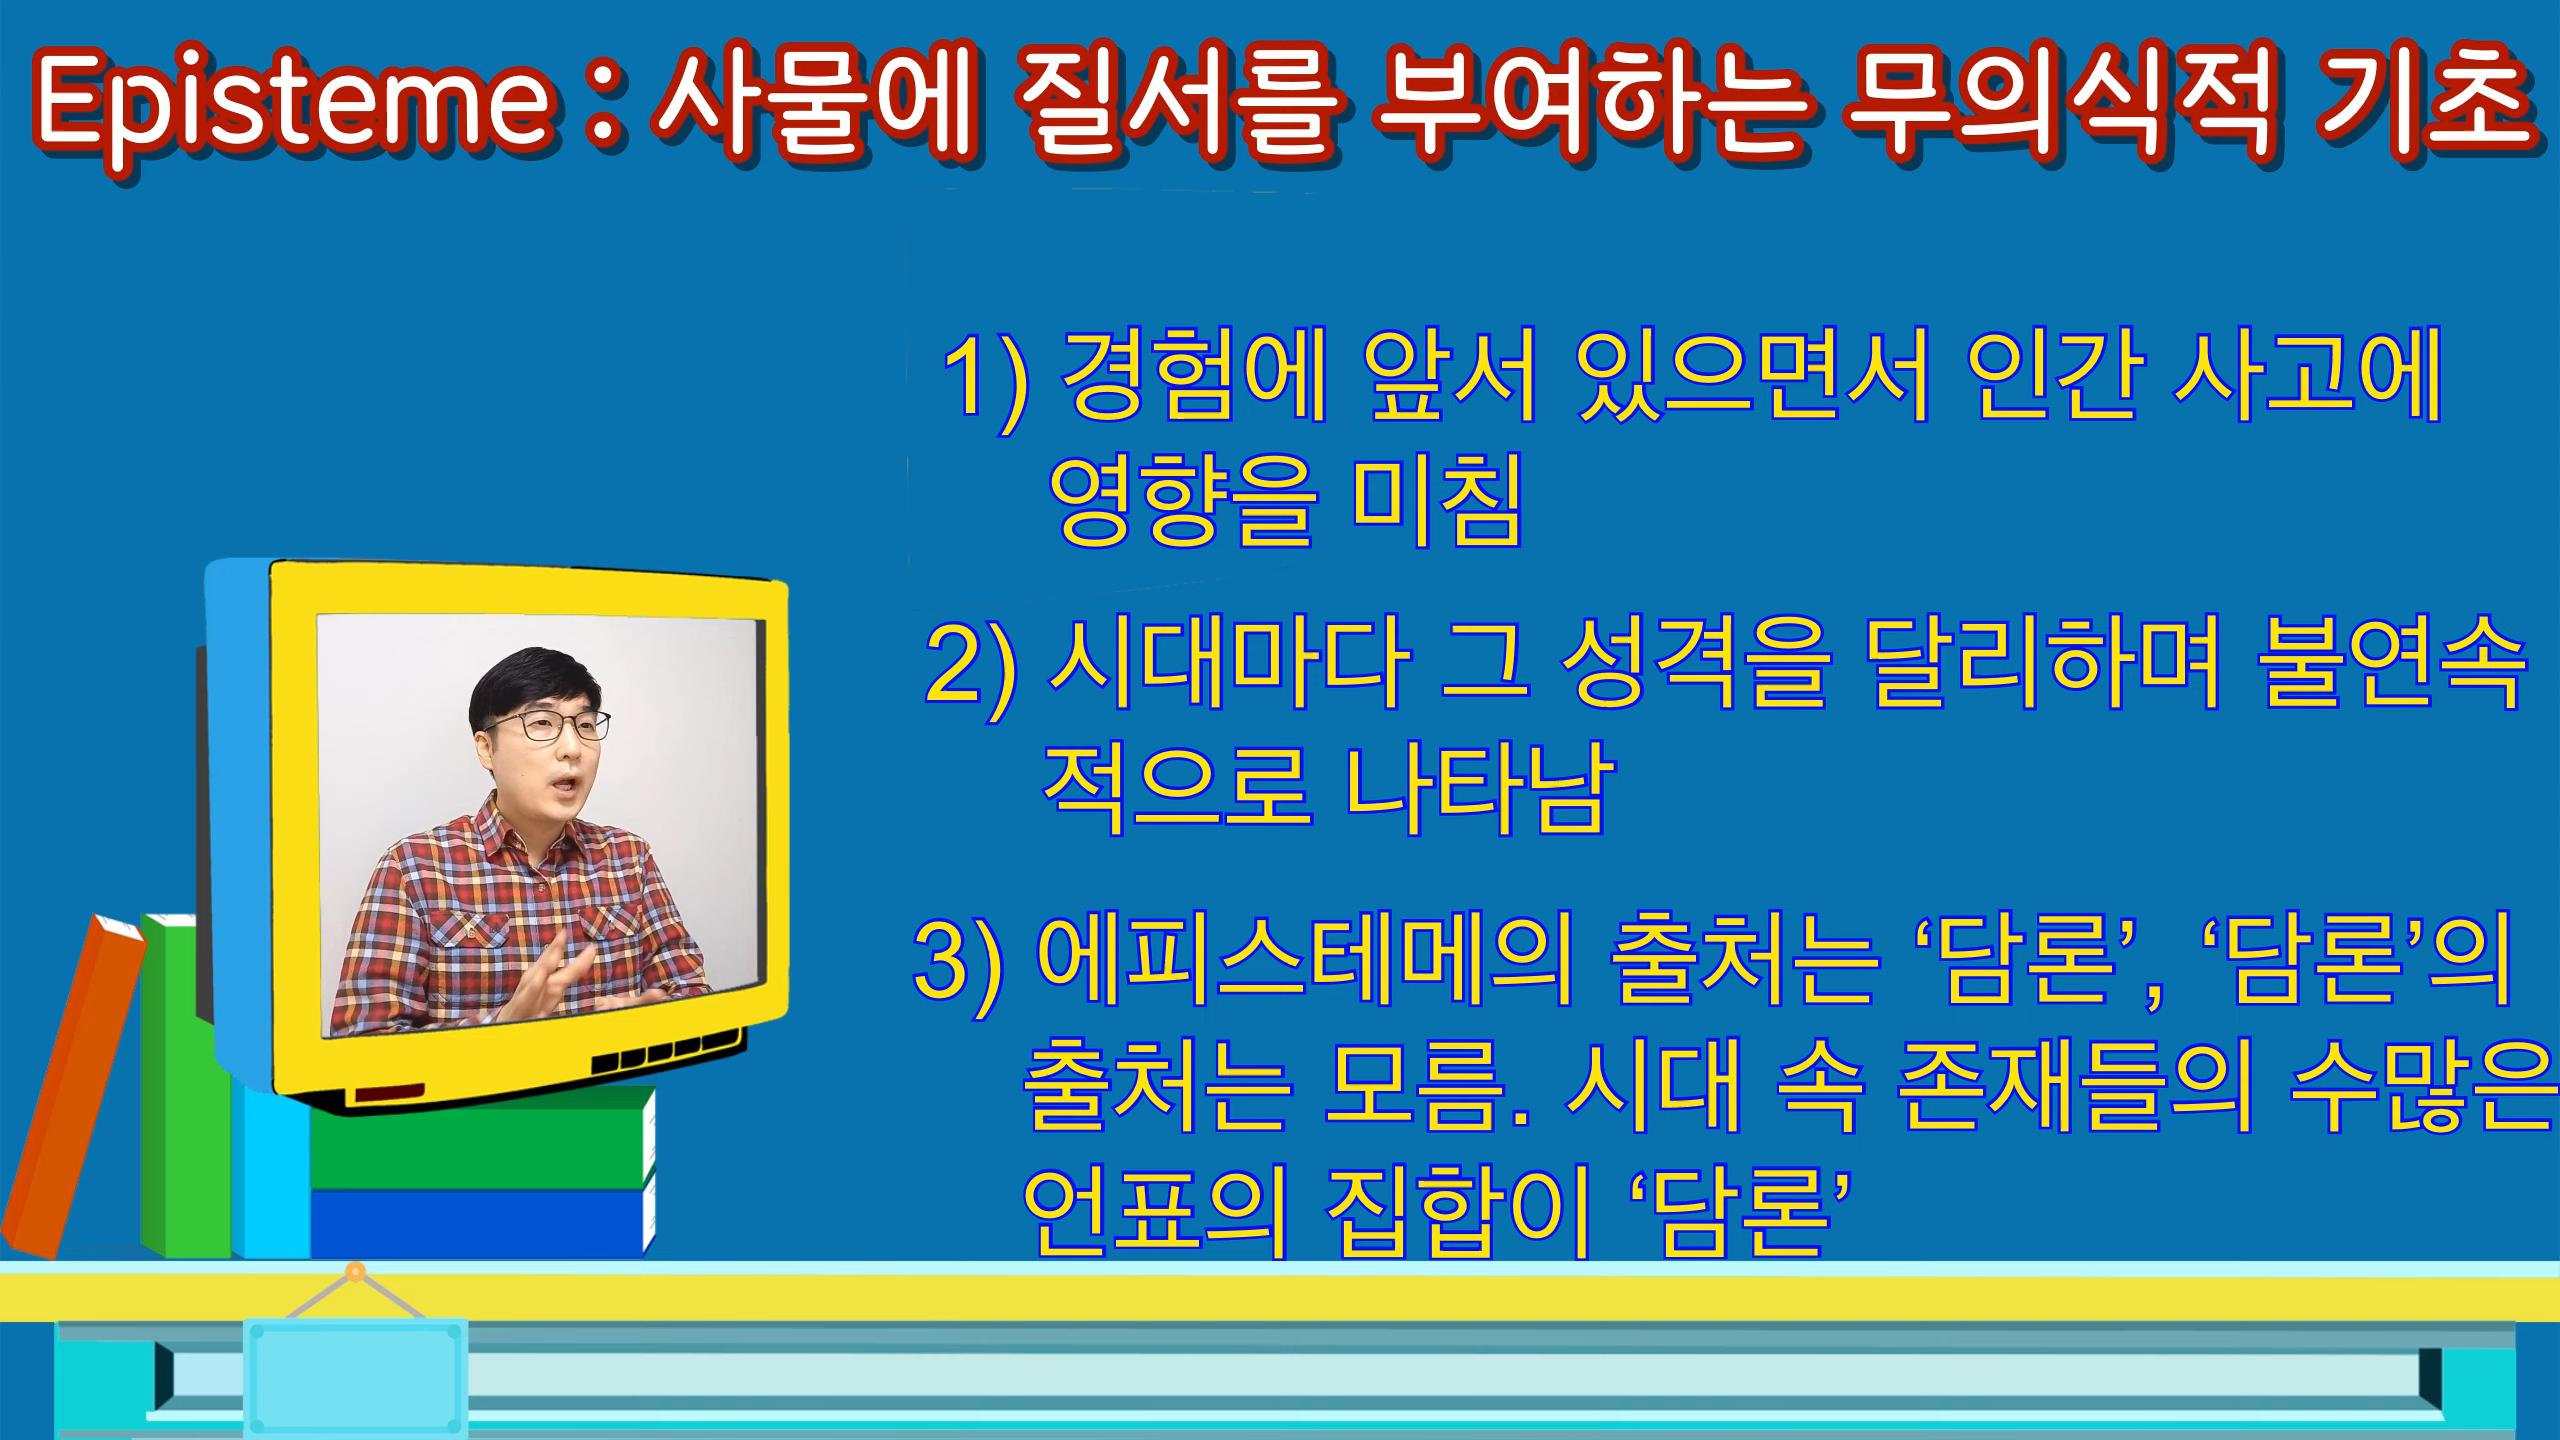 Episteme : 사물에 질서를 부여하는 무의식적 기초
1) 경험에 앞서 있으면서 인간 사고에
영향을 미침
2) 시대마다 그 성격을 달리하며 불연속
적으로 나타남
3) 에피스테메의 출처는 ‘담론’, ‘담론’의
출처는 모름. 시대 속 존재들의 수많은
언표의 집합이 ‘담론’